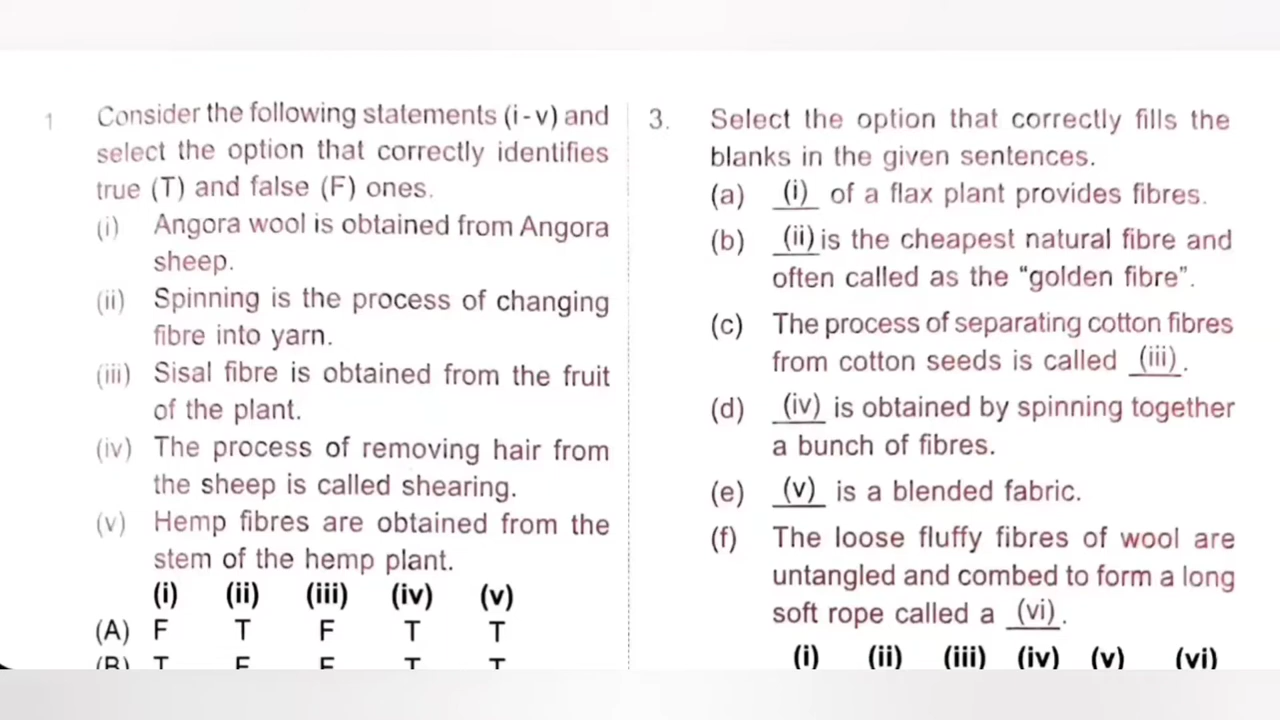 1 Consider the following statements (i-v) and
select the option that correctly identifies
true (T) and false (F) ones.
(i) Angora wool is obtained from Angora
sheep.
(ii) Spinning is the process of changing
fibre into yarn.
(iii) Sisal fibre is obtained from the fruit
of the plant.
(iv) The process of removing hair from
the sheep is called shearing.
(v) Hemp fibres are obtained from the
stem of the hemp plant.
(i) (ii) (iii) (iv) (v)
(A) F T F T T
(B) T F F T T
3. Select the option that correctly fills the
blanks in the given sentences.
(a) (i) of a flax plant provides fibres.
(b) (ii) is the cheapest natural fibre and
often called as the “golden fibre”.
(c) The process of separating cotton fibres
from cotton seeds is called (iii).
(d) (iv) is obtained by spinning together
a bunch of fibres.
(e) (v) is a blended fabric.
(f) The loose fluffy fibres of wool are
untangled and combed to form a long
soft rope called a (vi).
(i) (ii) (iii) (iv) (v) (vi)